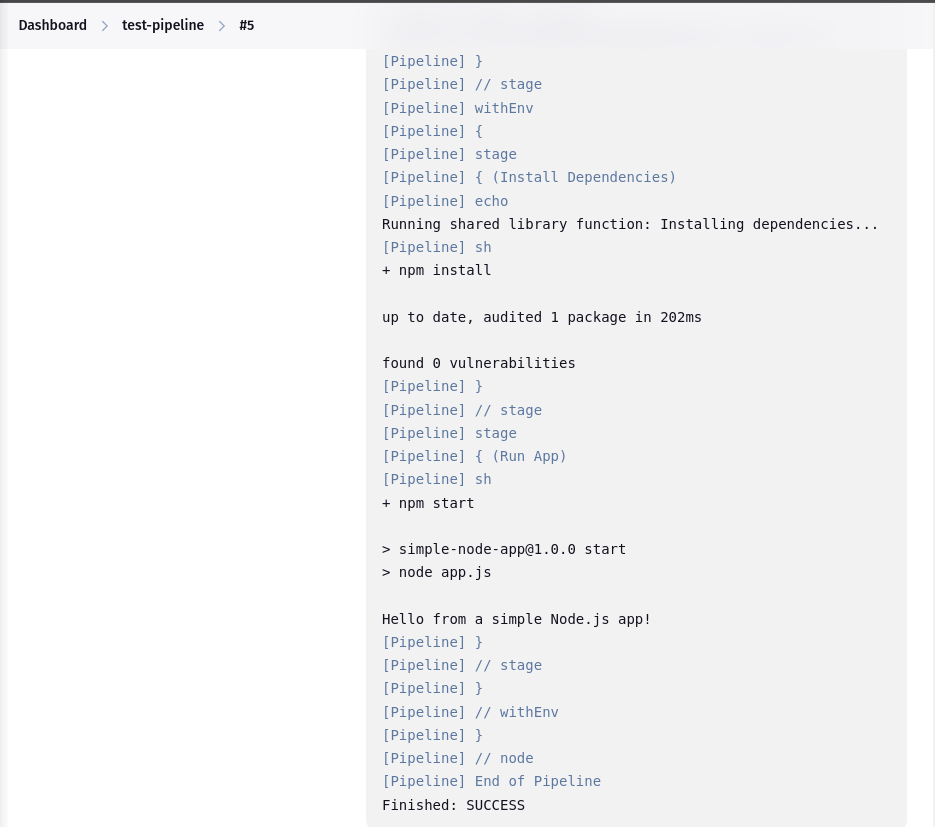 Dashboard > test-pipeline > #5
[Pipeline] }
[Pipeline] // stage
[Pipeline] withEnv
[Pipeline] {
[Pipeline] stage
[Pipeline] { (Install Dependencies)
[Pipeline] echo
Running shared library function: Installing dependencies...
[Pipeline] sh
+ npm install
up to date, audited 1 package in 202ms
found 0 vulnerabilities
[Pipeline] }
[Pipeline] // stage
[Pipeline] stage
[Pipeline] { (Run App)
[Pipeline] sh
+ npm start
> simple-node-app@1.0.0 start
> node app.js
Hello from a simple Node.js app!
[Pipeline] }
[Pipeline] // stage
[Pipeline] }
[Pipeline] // withEnv
[Pipeline] }
[Pipeline] // node
[Pipeline] End of Pipeline
Finished: SUCCESS